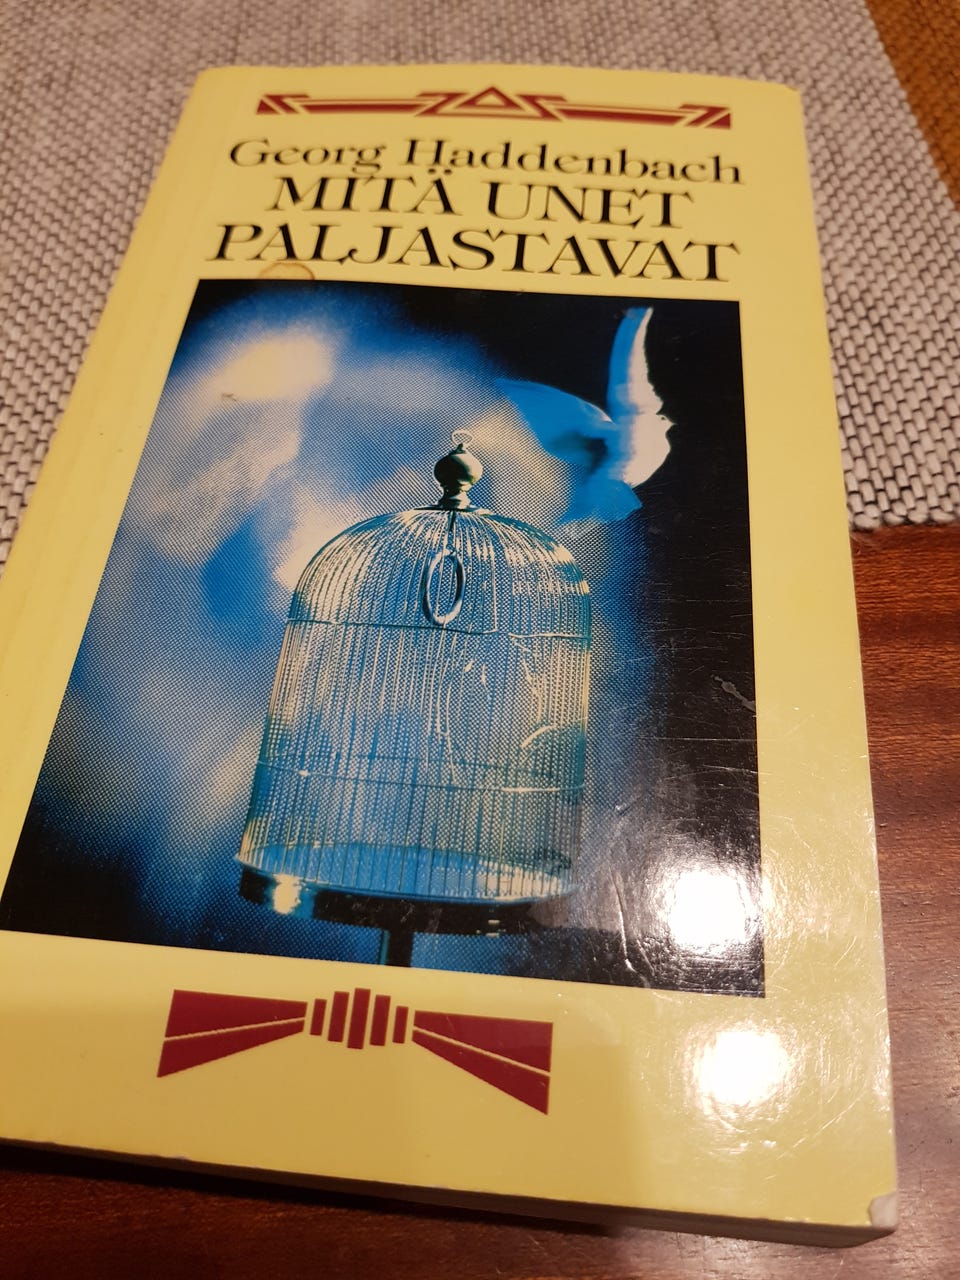 Georg Haddenbach
MITÄ UNET
PALJASTAVAT